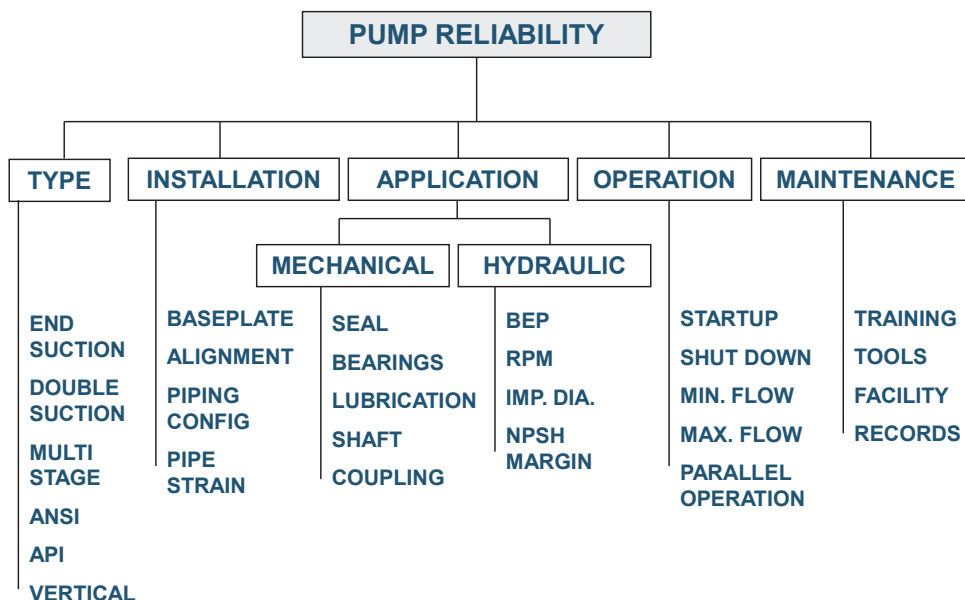 PUMP RELIABILITY
TYPE
INSTALLATION
APPLICATION
OPERATION
MAINTENANCE
MECHANICAL
HYDRAULIC
END
SUCTION
DOUBLE
SUCTION
MULTI
STAGE
ANSI
API
VERTICAL
BASEPLATE
ALIGNMENT
PIPING
CONFIG
PIPE
STRAIN
SEAL
BEARINGS
LUBRICATION
SHAFT
COUPLING
BEP
RPM
IMP. DIA.
NPSH
MARGIN
STARTUP
SHUT DOWN
MIN. FLOW
MAX. FLOW
PARALLEL
OPERATION
TRAINING
TOOLS
FACILITY
RECORDS